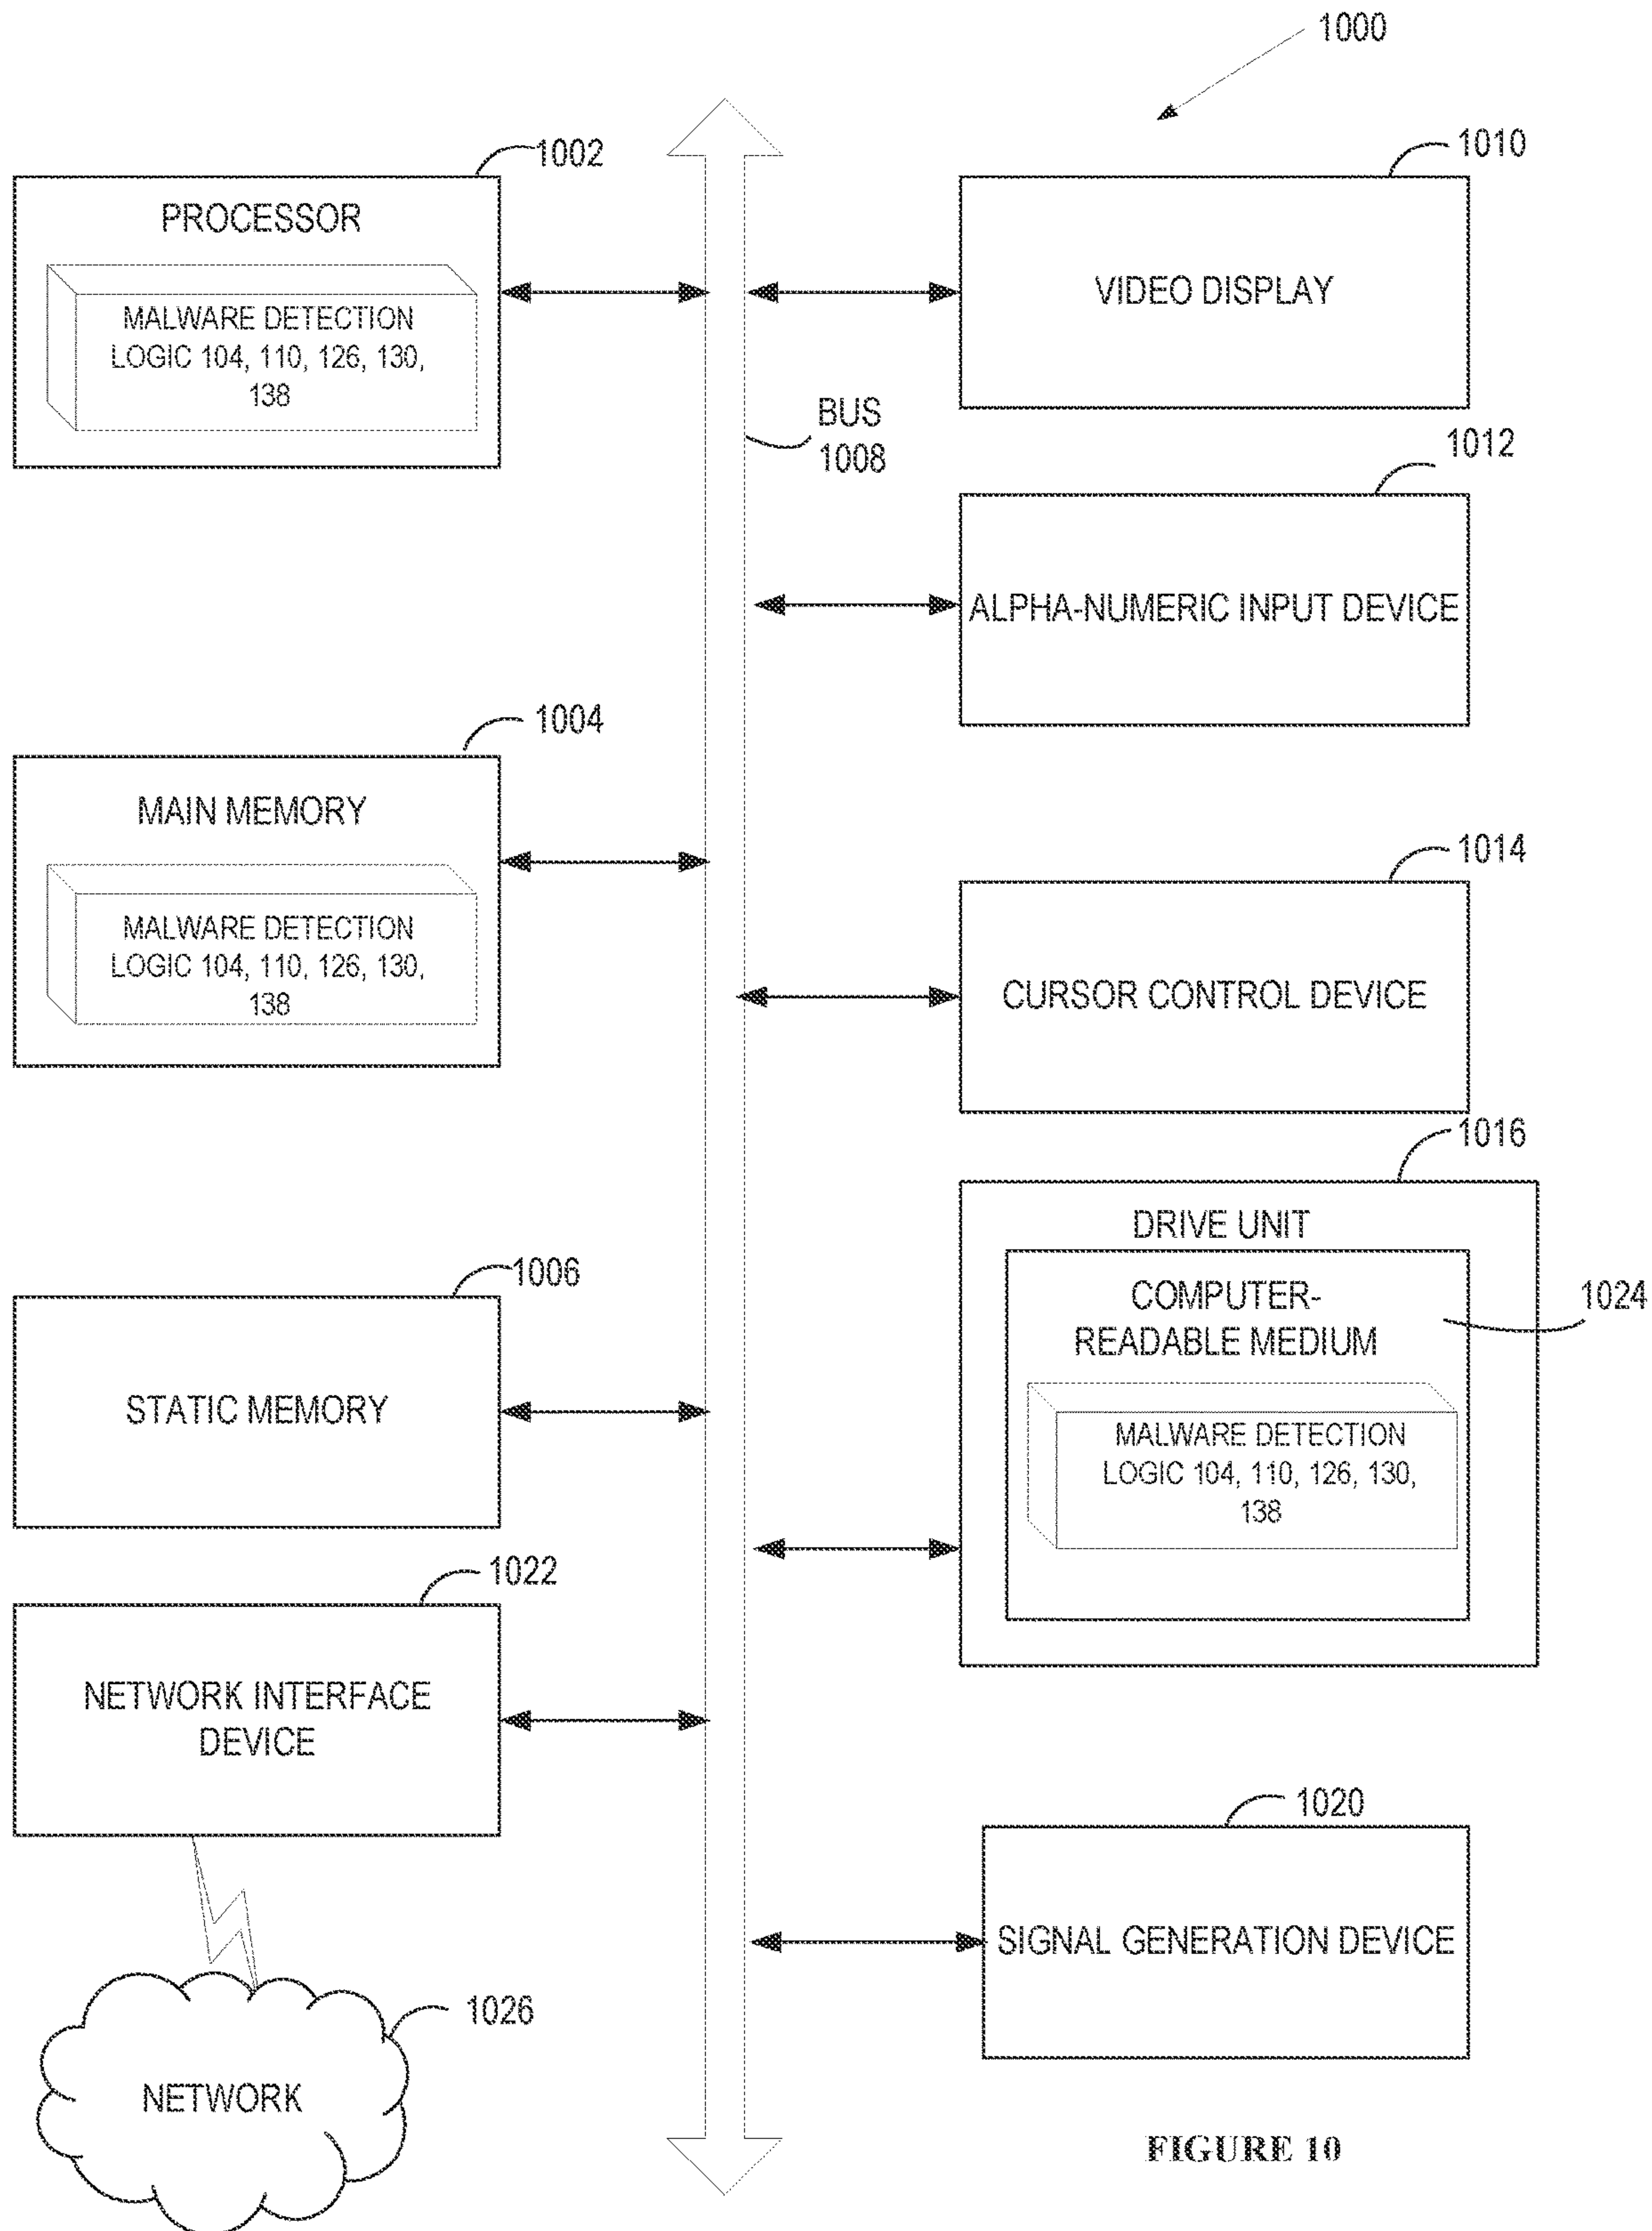 1000
1002
PROCESSOR
MALWARE DETECTION
LOGIC 104, 110, 126, 130,
138
1010
VIDEO DISPLAY
BUS
1008
1012
ALPHA-NUMERIC INPUT DEVICE
1004
MAIN MEMORY
MALWARE DETECTION
LOGIC 104, 110, 126, 130,
138
1014
CURSOR CONTROL DEVICE
1016
DRIVE UNIT
COMPUTER-
READABLE MEDIUM
1024
MALWARE DETECTION
LOGIC 104, 110, 126, 130,
138
1006
STATIC MEMORY
1022
NETWORK INTERFACE
DEVICE
1020
SIGNAL GENERATION DEVICE
1026
NETWORK
FIGURE 10